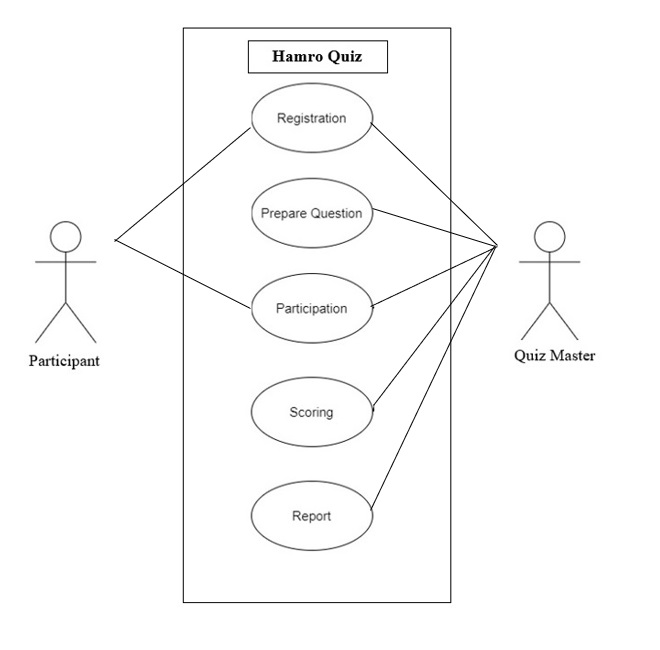 Hamro Quiz
Registration
Prepare Question
Participation
Scoring
Report
Participant
Quiz Master